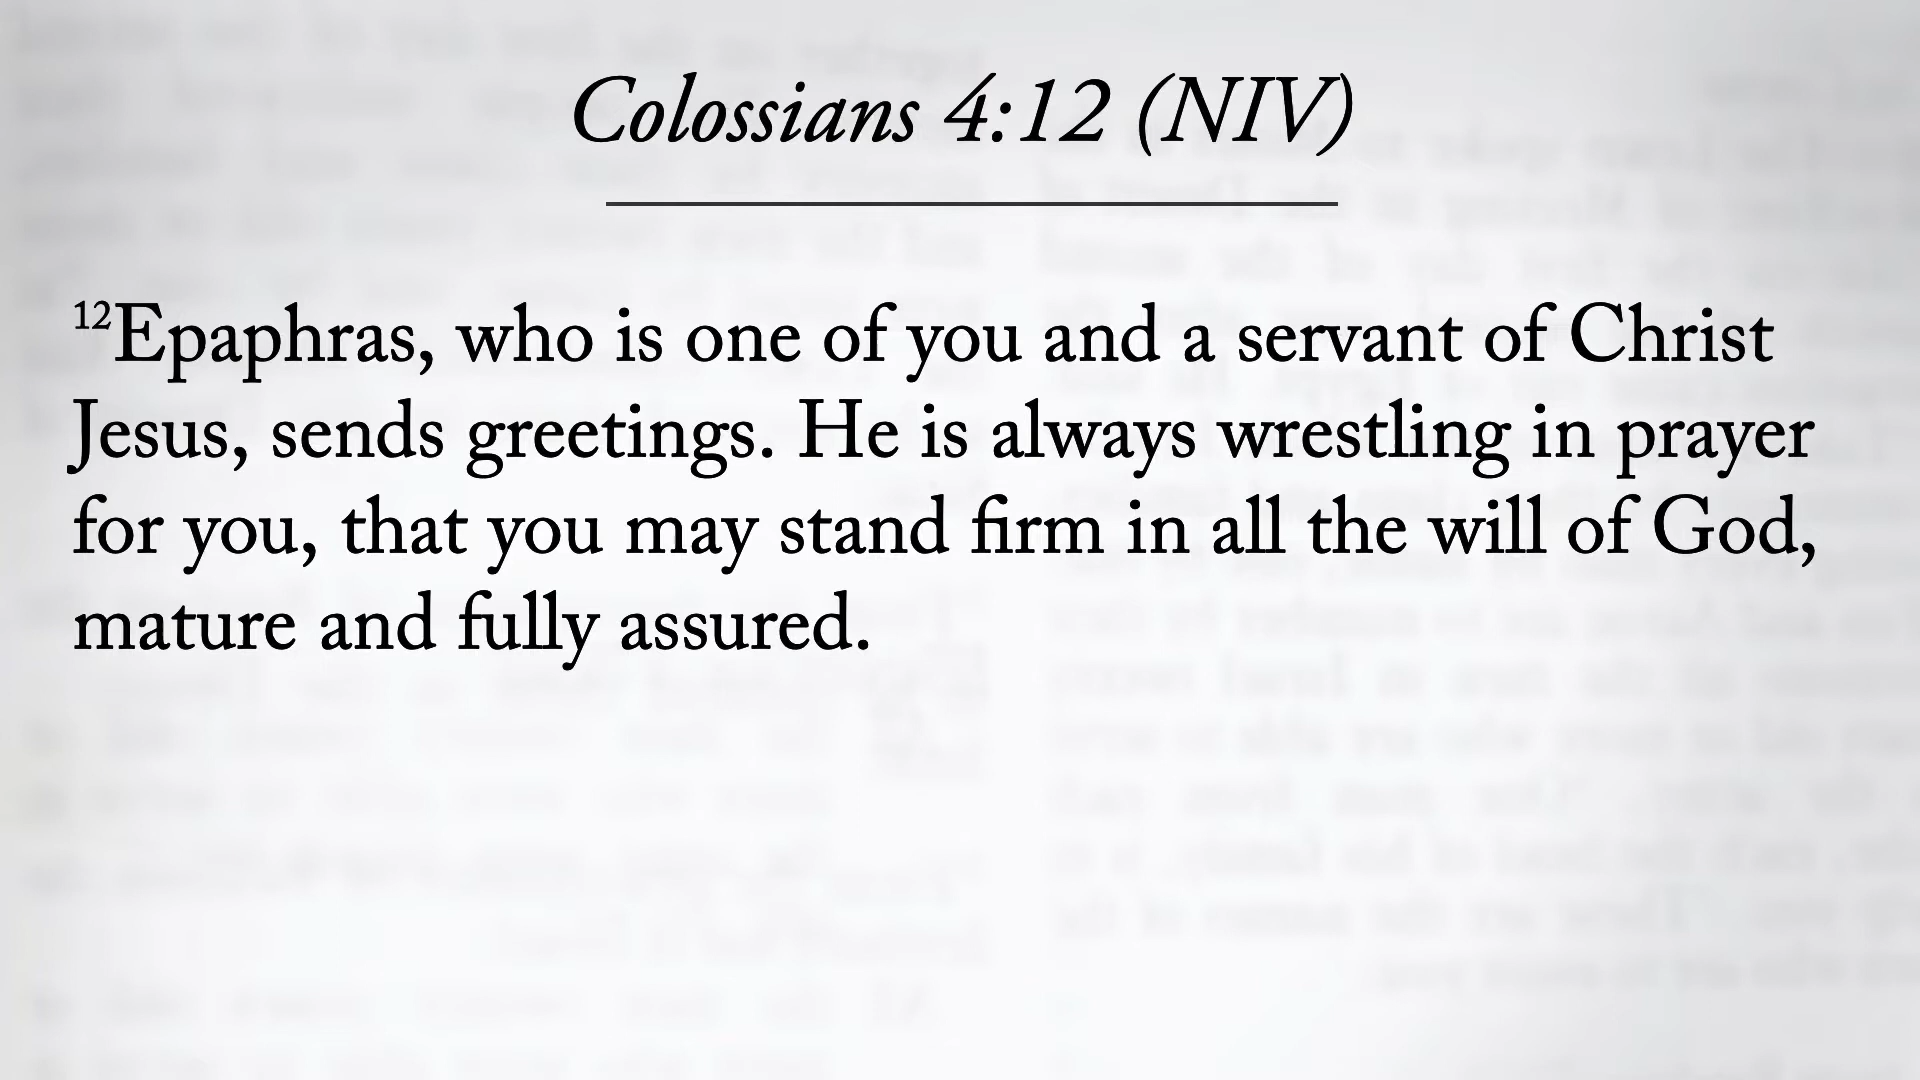 Colossians 4:12 (NIV)
12Epaphras, who is one of you and a servant of Christ
Jesus, sends greetings. He is always wrestling in prayer
for you, that you may stand firm in all the will of God,
mature and fully assured.